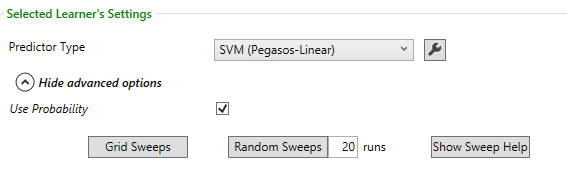 Selected Learner's Settings
Predictor Type SVM (Pegasos-Linear)
Hide advanced options
Use Probability
Grid Sweeps Random Sweeps 20 runs Show Sweep Help